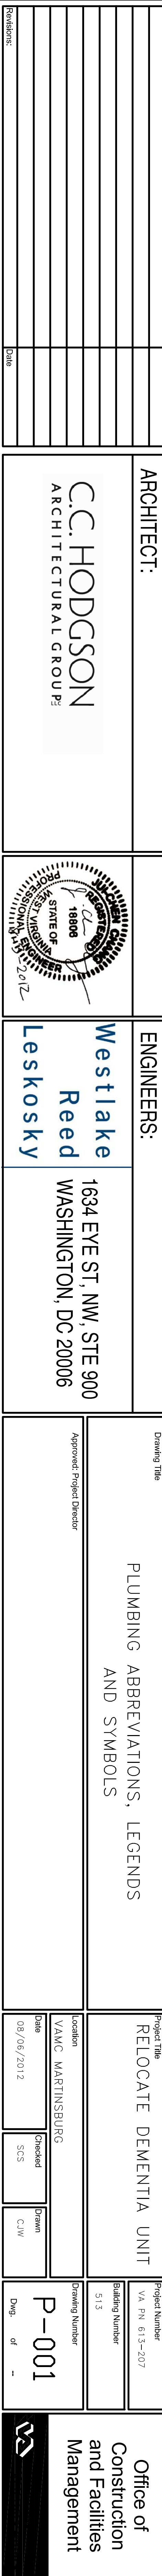 Revisions:
Date
ARCHITECT:
C.C. HODGSON
ARCHITECTURAL GROUP
REGISTERED
18806
STATE OF
WEST VIRGINIA
PROFESSIONAL ENGINEER
2012
ENGINEERS:
Westlake
Reed
Leskosky
1634 EYE ST, NW, STE 900
WASHINGTON, DC 20006
Drawing Title
PLUMBING ABBREVIATIONS, LEGENDS
AND SYMBOLS
Approved: Project Director
Project Title
RELOCATE DEMENTIA UNIT
Location
VAMC MARTINSBURG
Date
08/06/2012
Checked
SCS
Drawn
CJW
Project Number
VA PN 613-207
Building Number
513
Drawing Number
P-001
Dwg. of --
Office of
Construction
and Facilities
Management
VA